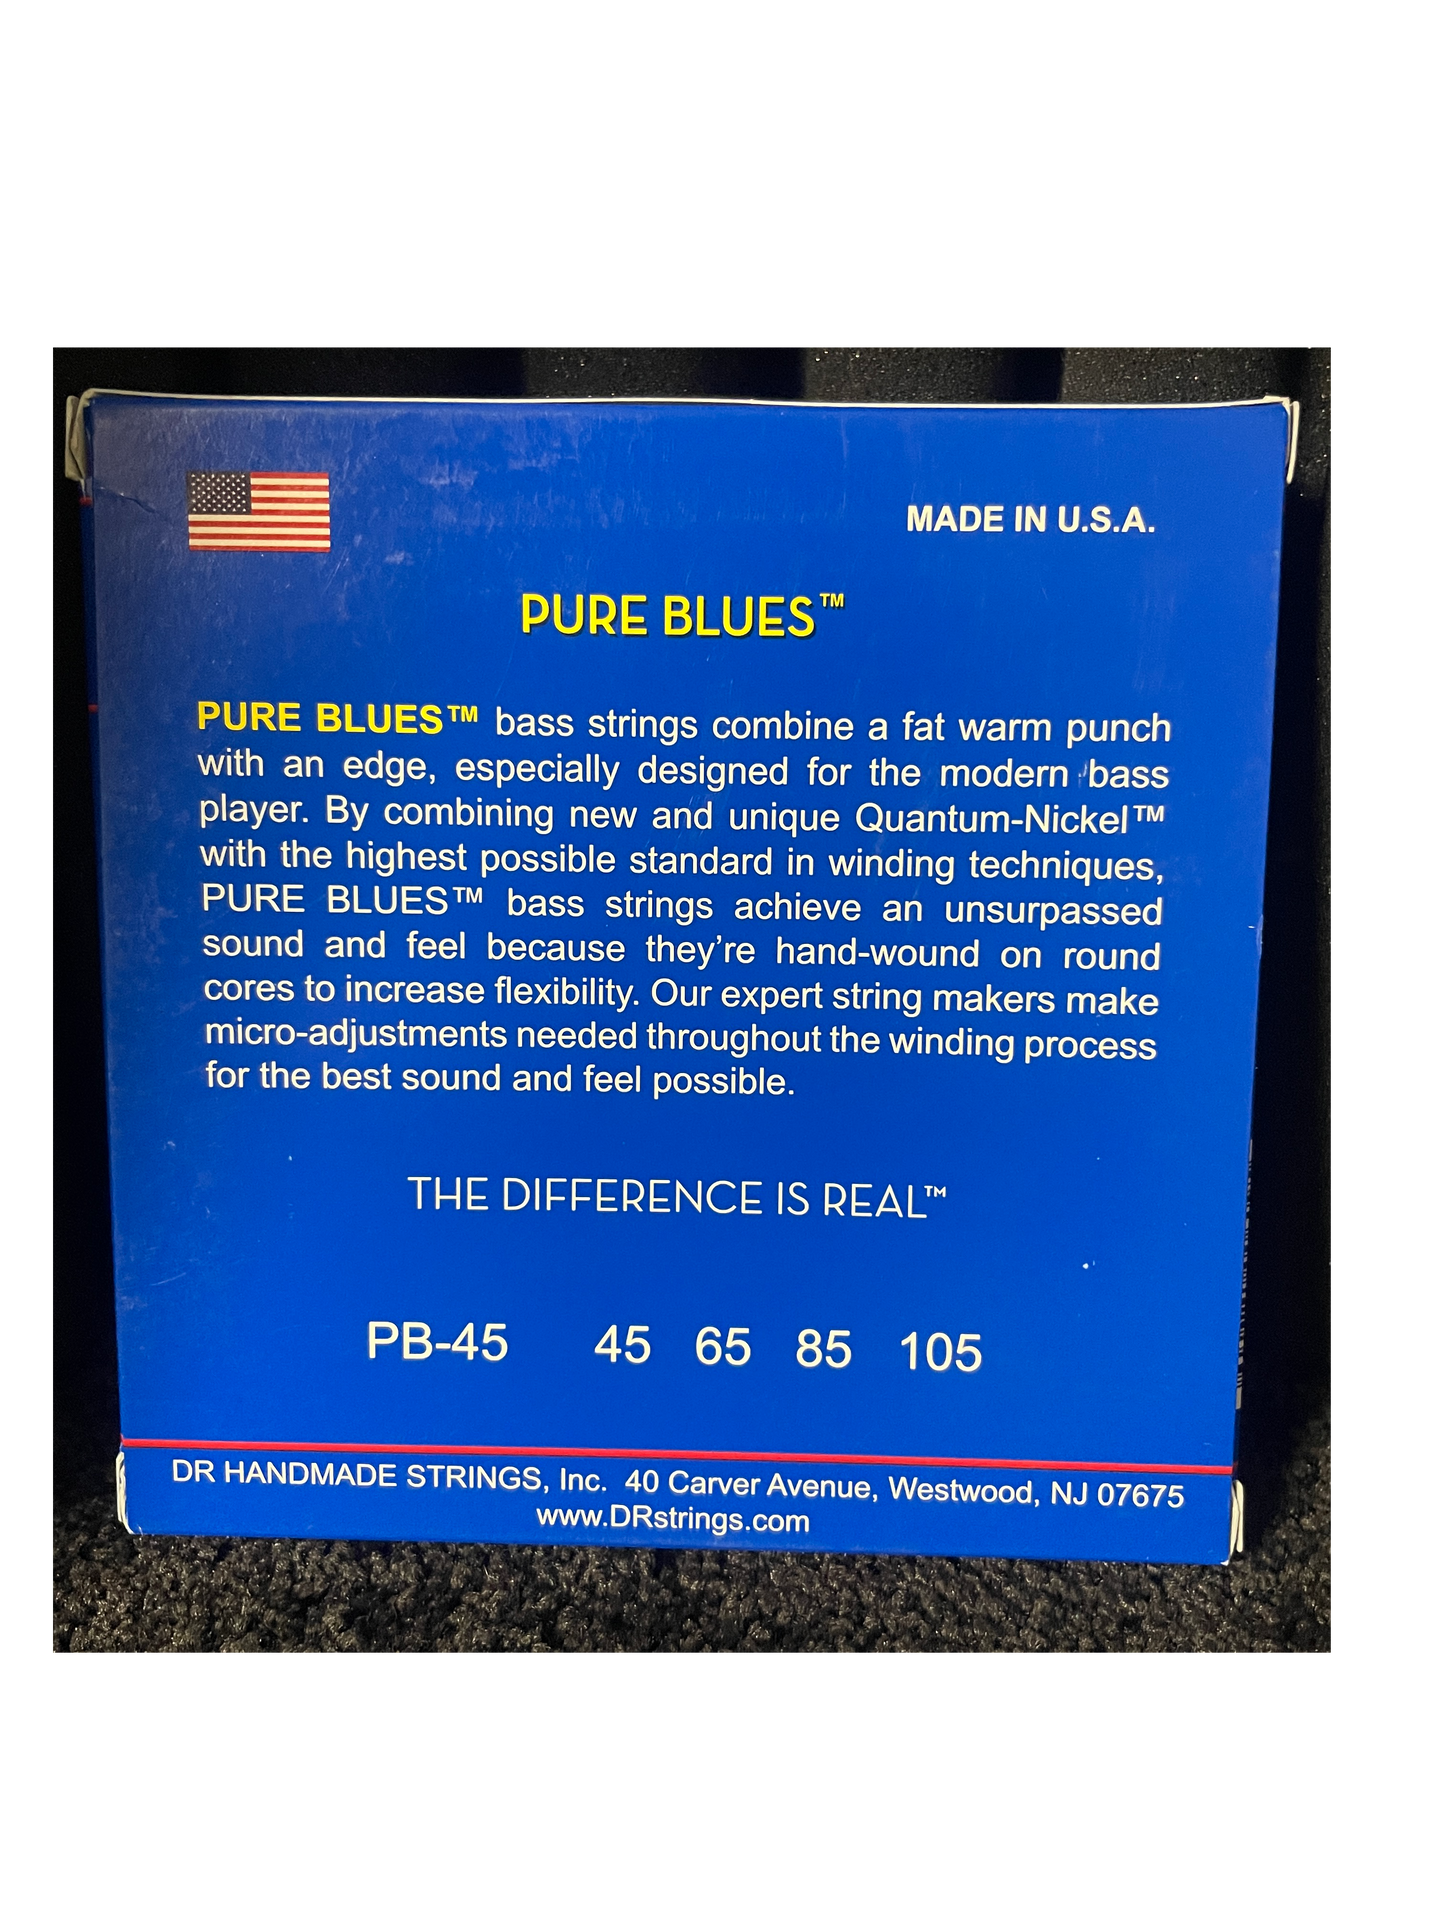 MADE IN U.S.A.
PURE BLUES™
PURE BLUES™ bass strings combine a fat warm punch
with an edge, especially designed for the modern bass
player. By combining new and unique Quantum-Nickel™
with the highest possible standard in winding techniques,
PURE BLUES™ bass strings achieve an unsurpassed
sound and feel because they’re hand-wound on round
cores to increase flexibility. Our expert string makers make
micro-adjustments needed throughout the winding process
for the best sound and feel possible.
THE DIFFERENCE IS REAL™
PB-45 45 65 85 105
DR HANDMADE STRINGS, Inc. 40 Carver Avenue, Westwood, NJ 07675
www.DRstrings.com